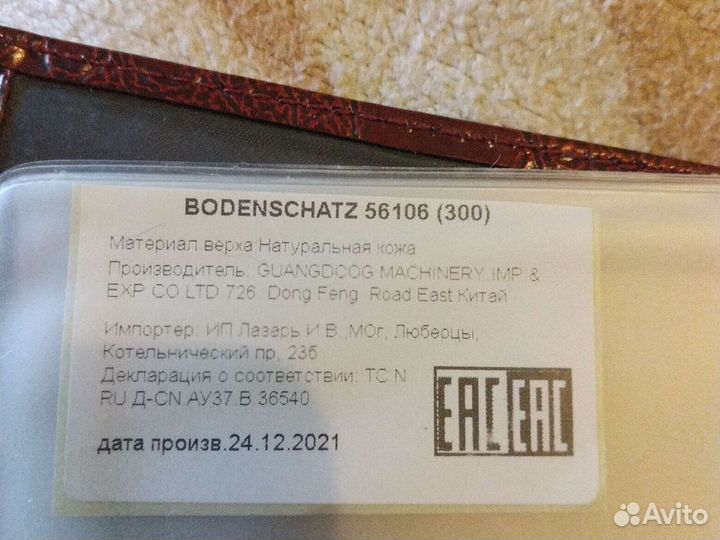 BODENSCHATZ 56106 (300)
Материал верха:Натуральная кожа
Производитель: GUANGDOOG MACHINERY IMP.&
EXP CO LTD 726. Dong Feng Road East Китай
Импортер: ИП Лазарь И.В.,МОг, Люберцы,
Котельнический пр, 23б
Декларация о соответствии: ТС N
RU Д-CN.АУ37.В 36540
EAC EAC
дата произв.24.12.2021
Avito